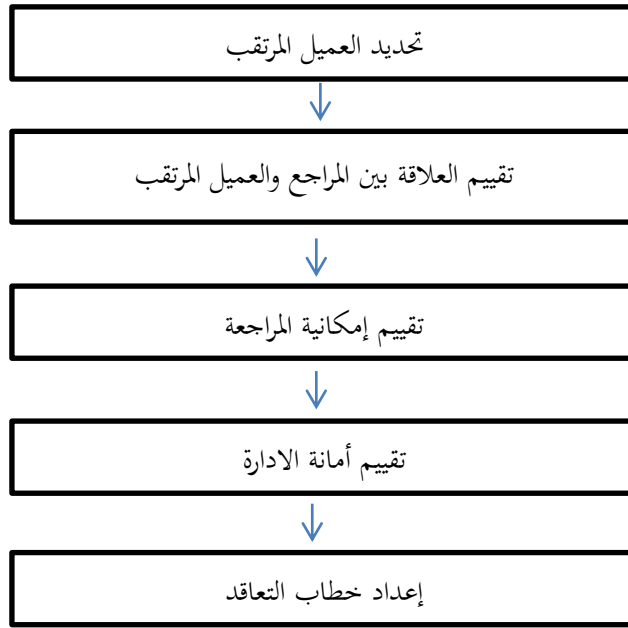 تحديد العميل المرتقب
تقييم العلاقة بين المراجع والعميل المرتقب
تقييم إمكانية المراجعة
تقييم أمانة الادارة
إعداد خطاب التعاقد